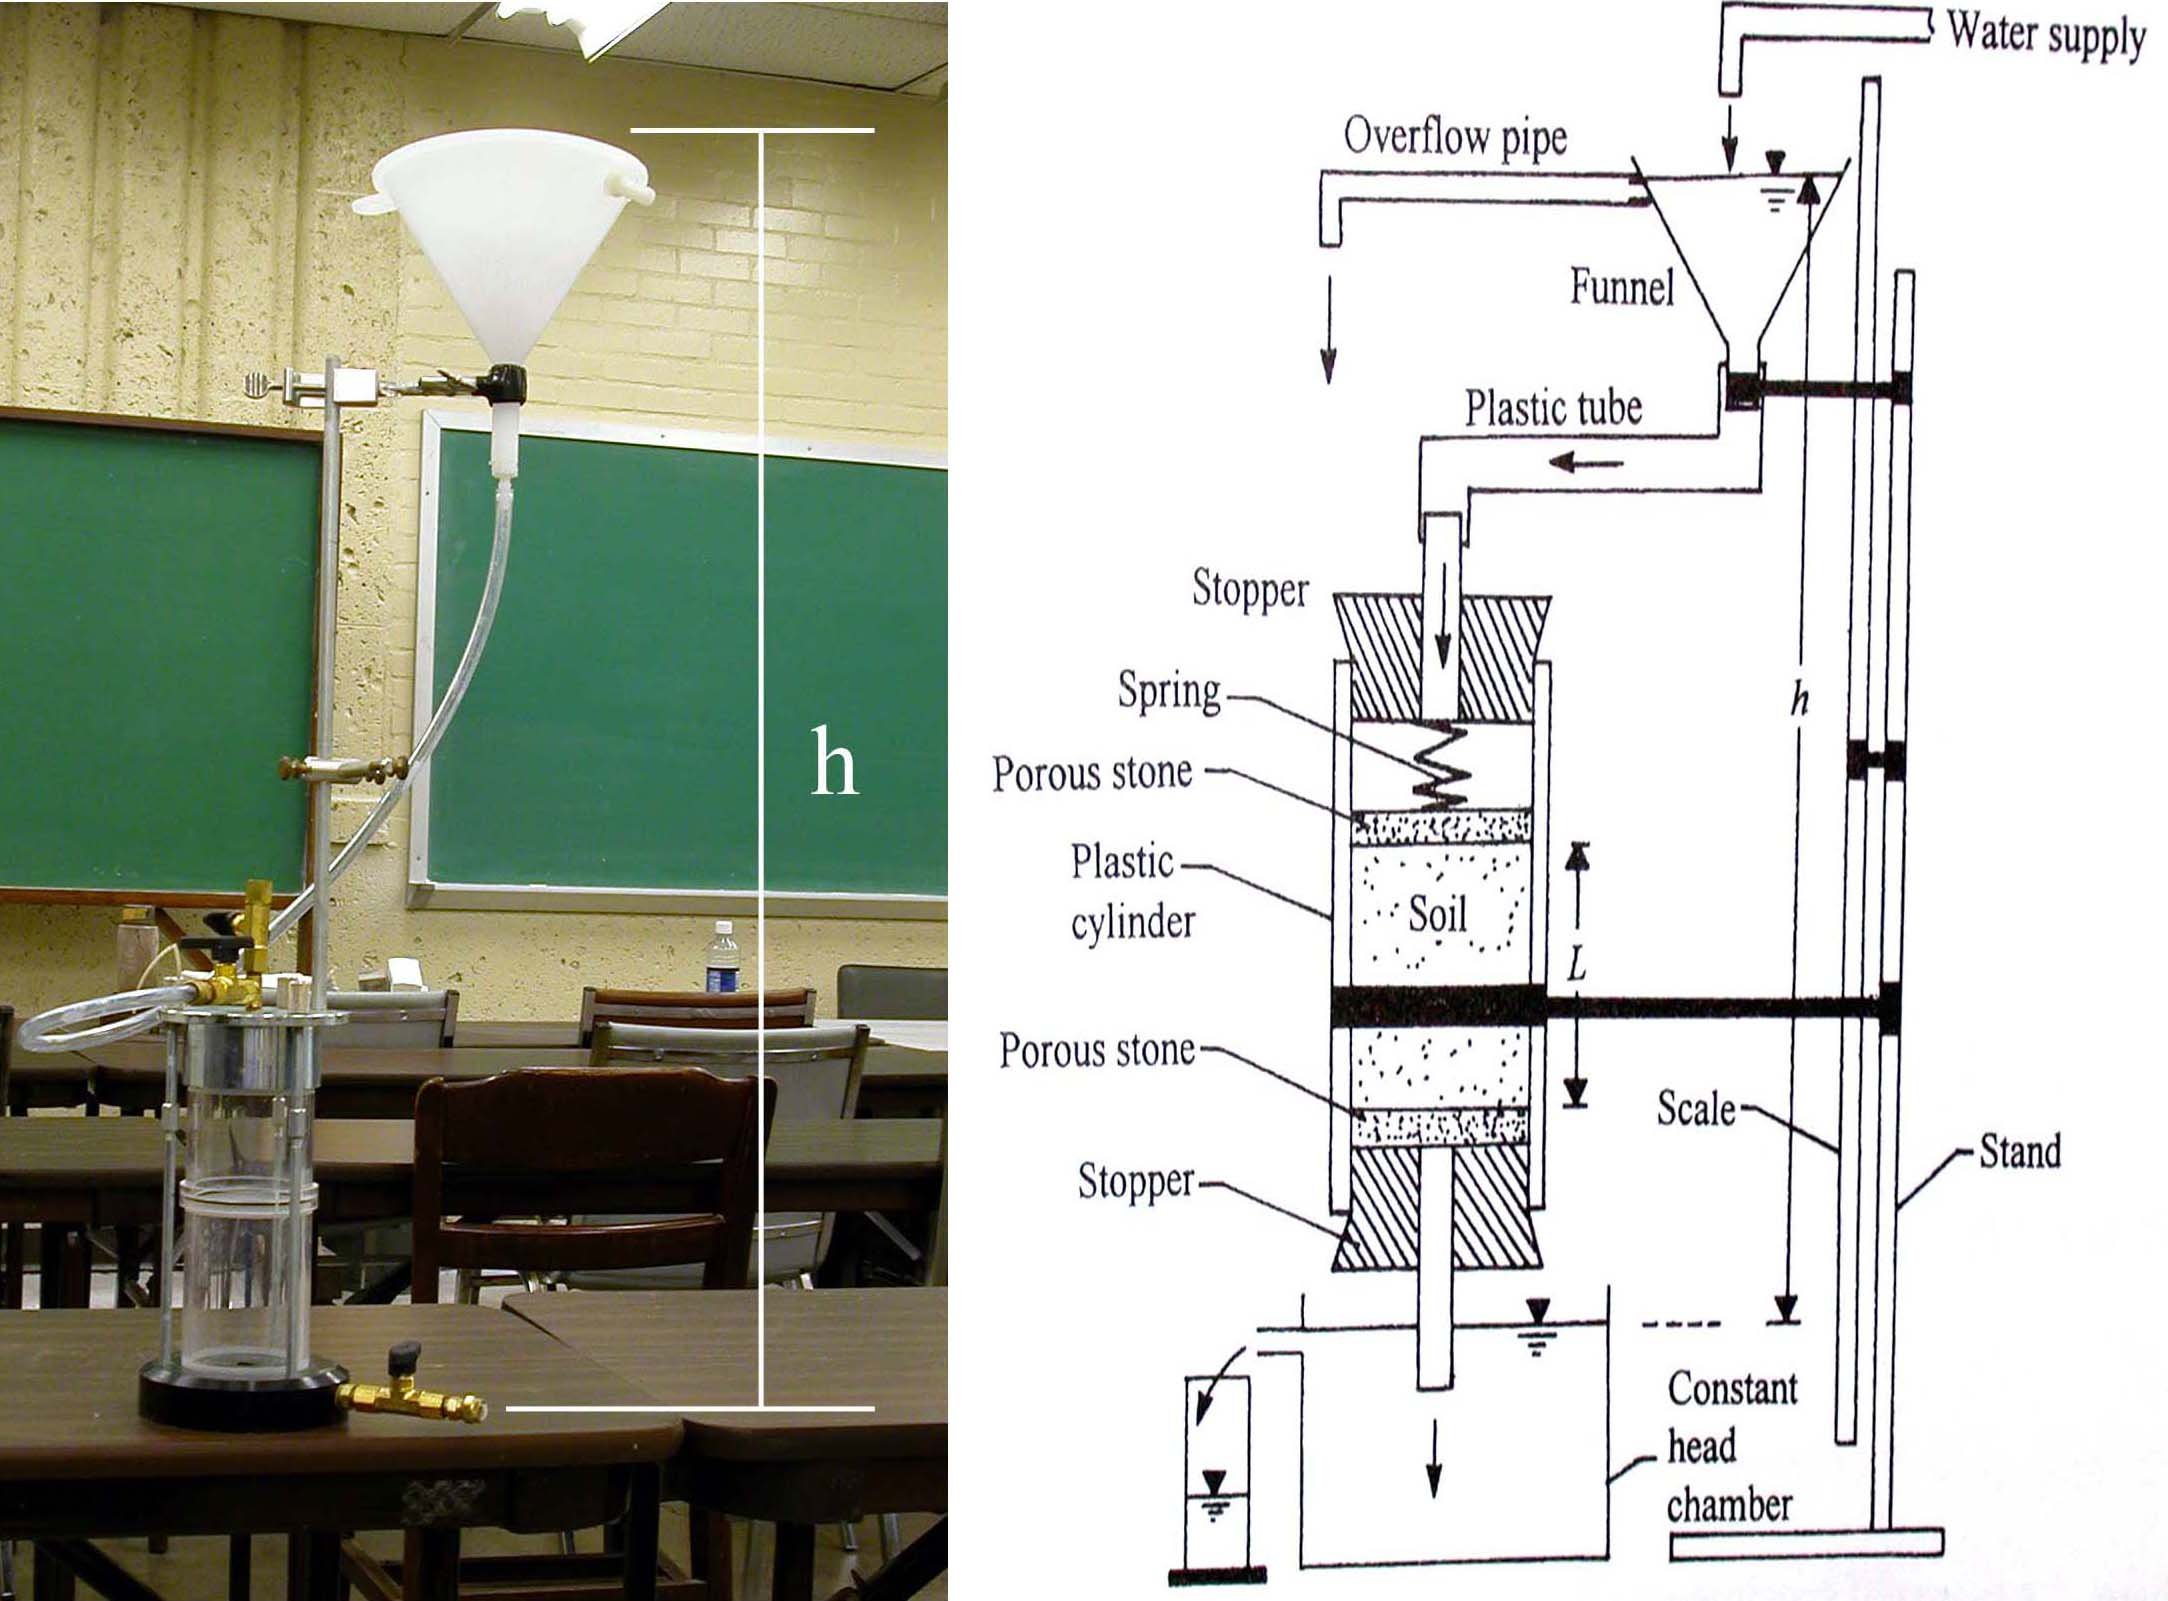 h
Water supply
Overflow pipe
Funnel
Plastic tube
Stopper
Spring
h
Porous stone
Plastic
cylinder
Soil
L
Porous stone
Scale
Stand
Stopper
Constant
head
chamber